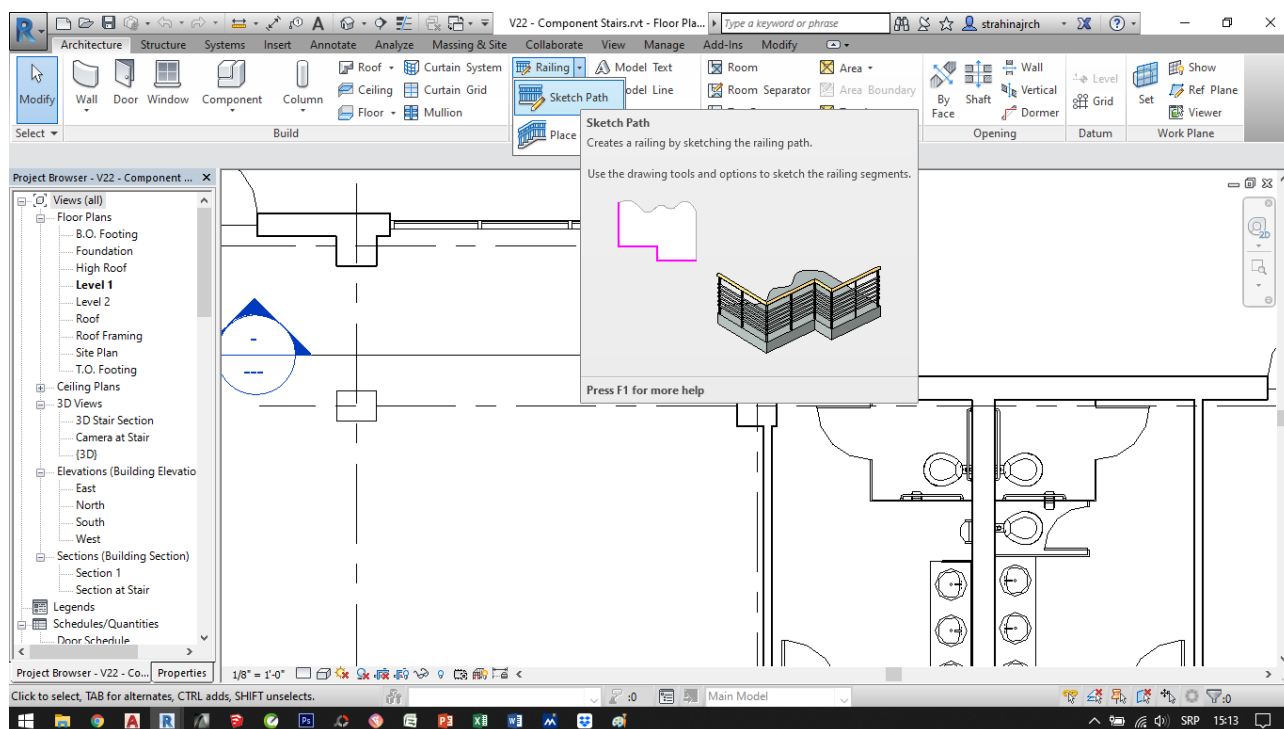 V22 - Component Stairs.rvt - Floor Pla...
Type a keyword or phrase
strahinajrch
Architecture Structure Systems Insert Annotate Analyze Massing & Site Collaborate View Manage Add-Ins Modify
Modify
Wall
Door
Window
Component
Column
Roof
Ceiling
Floor
Curtain System
Curtain Grid
Mullion
Railing
Sketch Path
Place
Model Text
odel Line
Room
Room Separator
Area
Area Boundary
By Face
Shaft
Wall
Vertical
Dormer
Level
Grid
Set
Show
Ref Plane
Viewer
Select
Build
Opening
Datum
Work Plane
Sketch Path
Creates a railing by sketching the railing path.
Use the drawing tools and options to sketch the railing segments.
Press F1 for more help
Project Browser - V22 - Component ...
Views (all)
Floor Plans
B.O. Footing
Foundation
High Roof
Level 1
Level 2
Roof
Roof Framing
Site Plan
T.O. Footing
Ceiling Plans
3D Views
3D Stair Section
Camera at Stair
{3D}
Elevations (Building Elevatio
East
North
South
West
Sections (Building Section)
Section 1
Section at Stair
Legends
Schedules/Quantities
Door Schedule
2D
Project Browser - V22 - Co...
Properties
1/8" = 1'-0"
Click to select, TAB for alternates, CTRL adds, SHIFT unselects.
:0
Main Model
:0
SRP
15:13